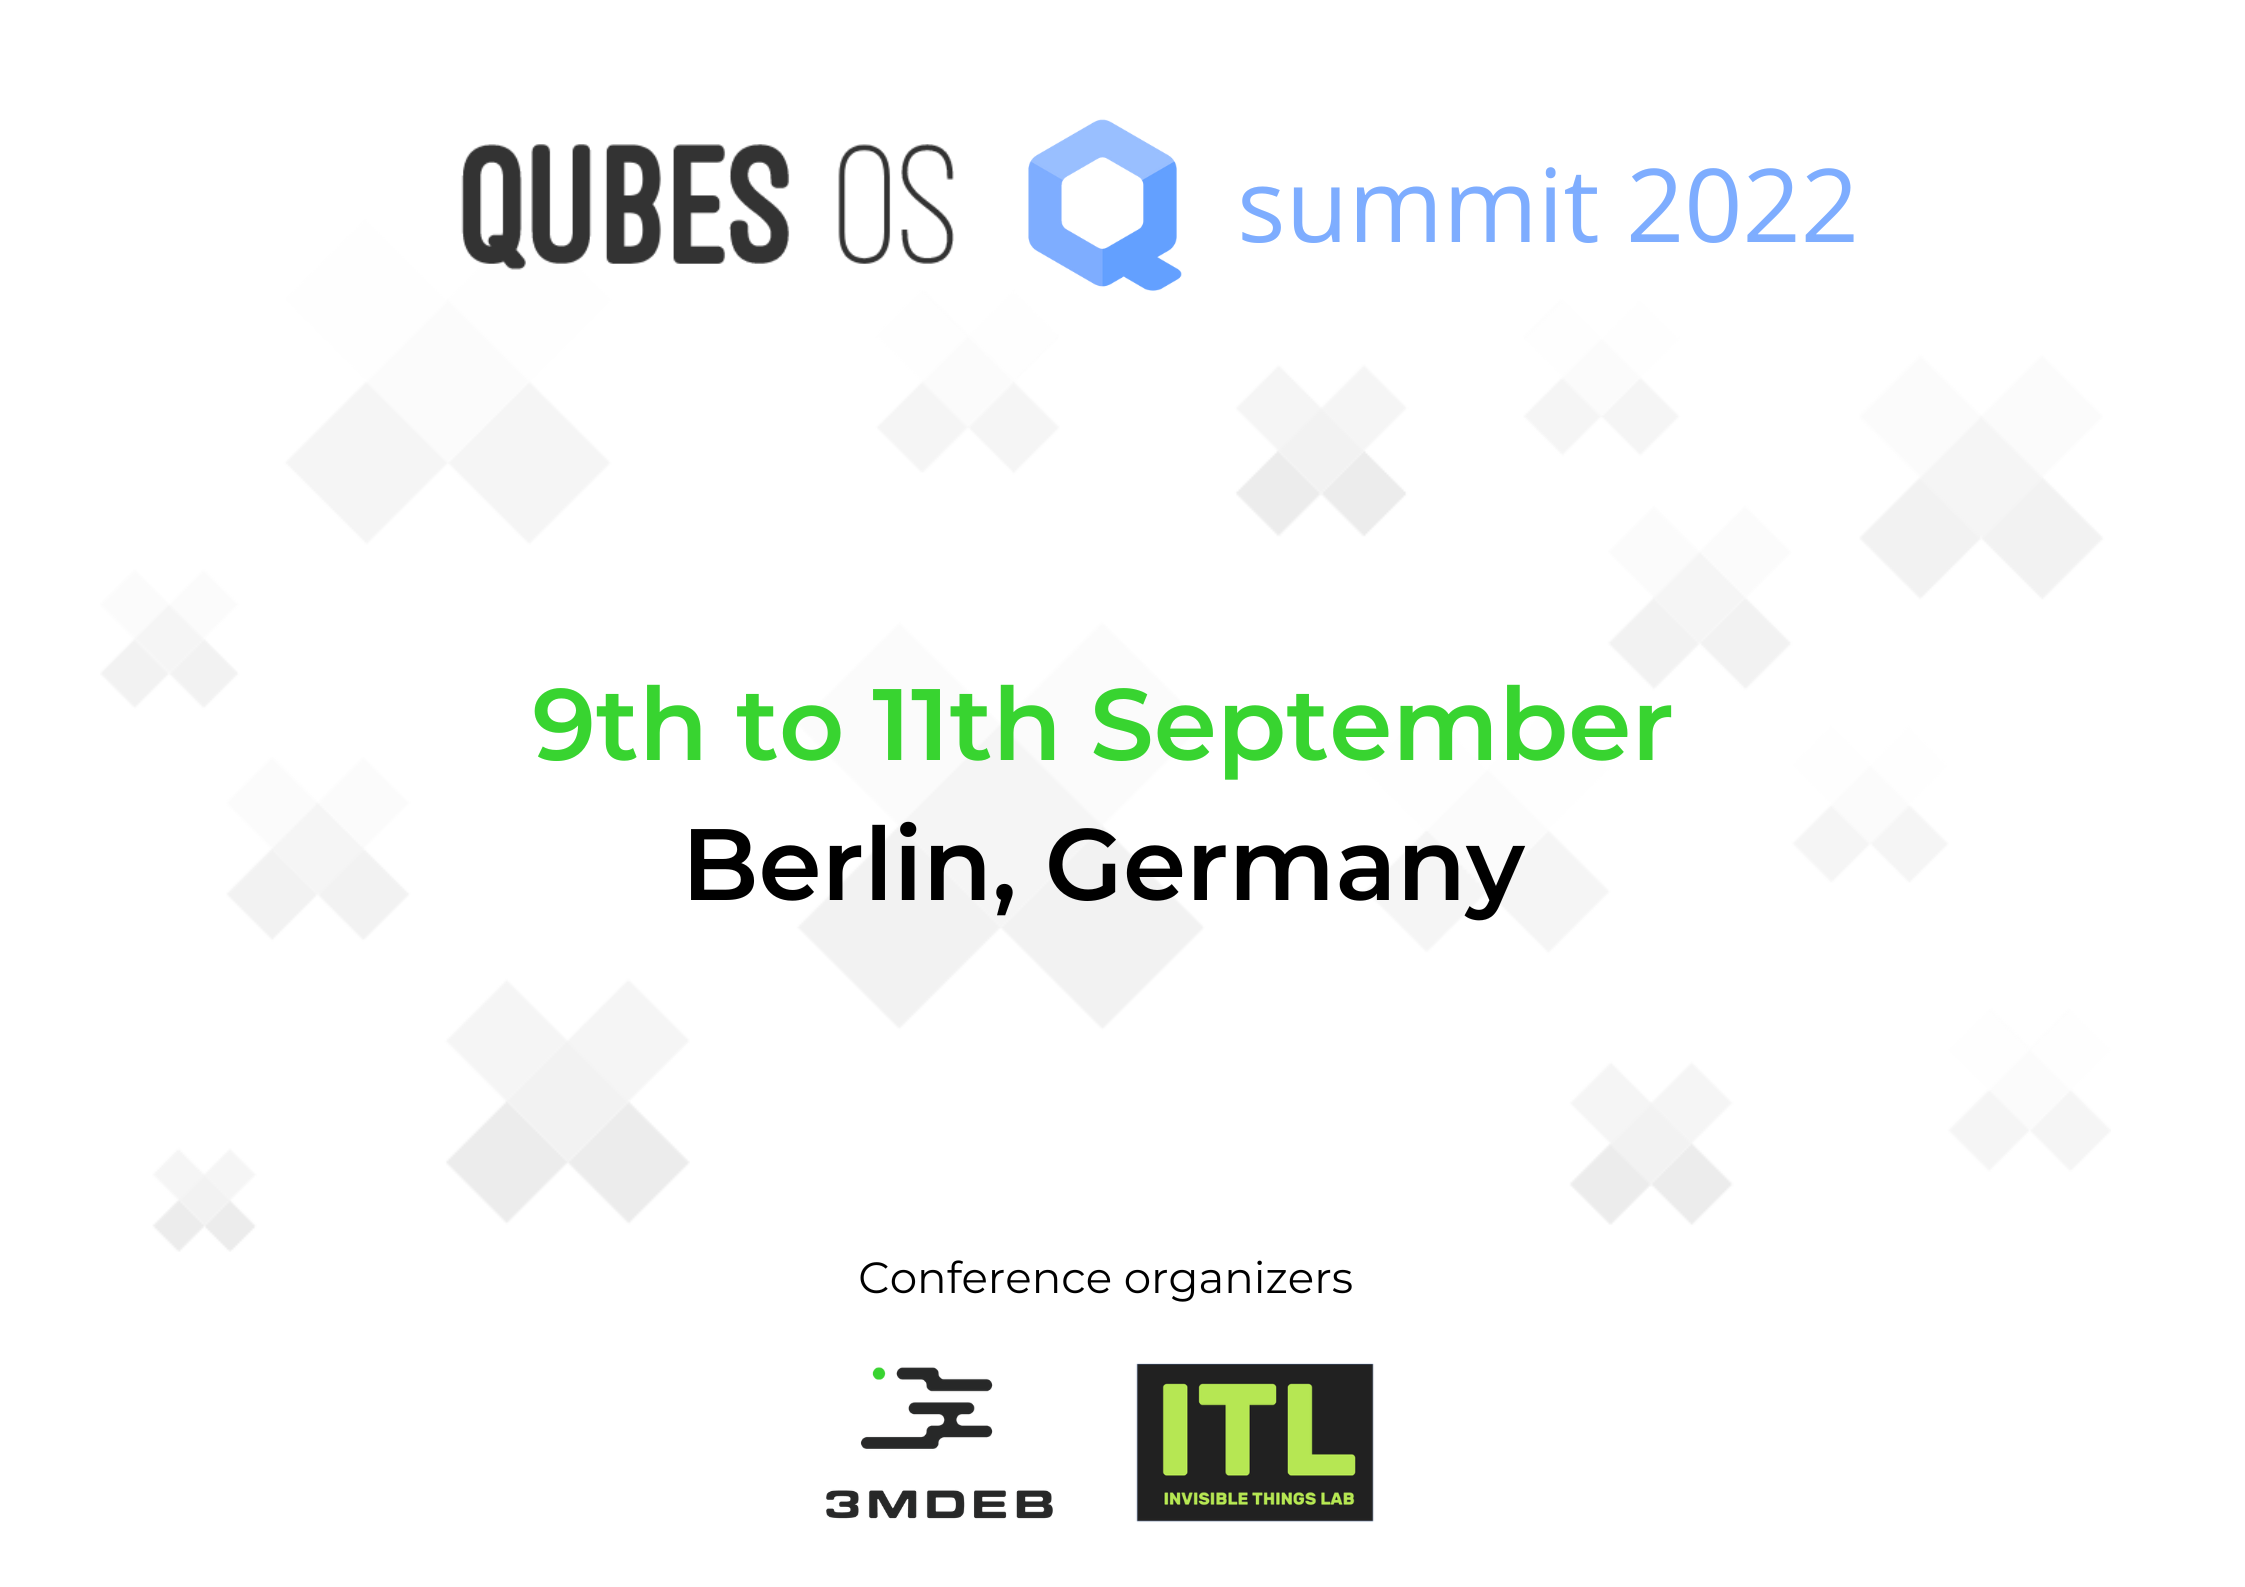 QUBES OS summit 2022
9th to 11th September
Berlin, Germany
Conference organizers
3MDEB
ITL
INVISIBLE THINGS LAB